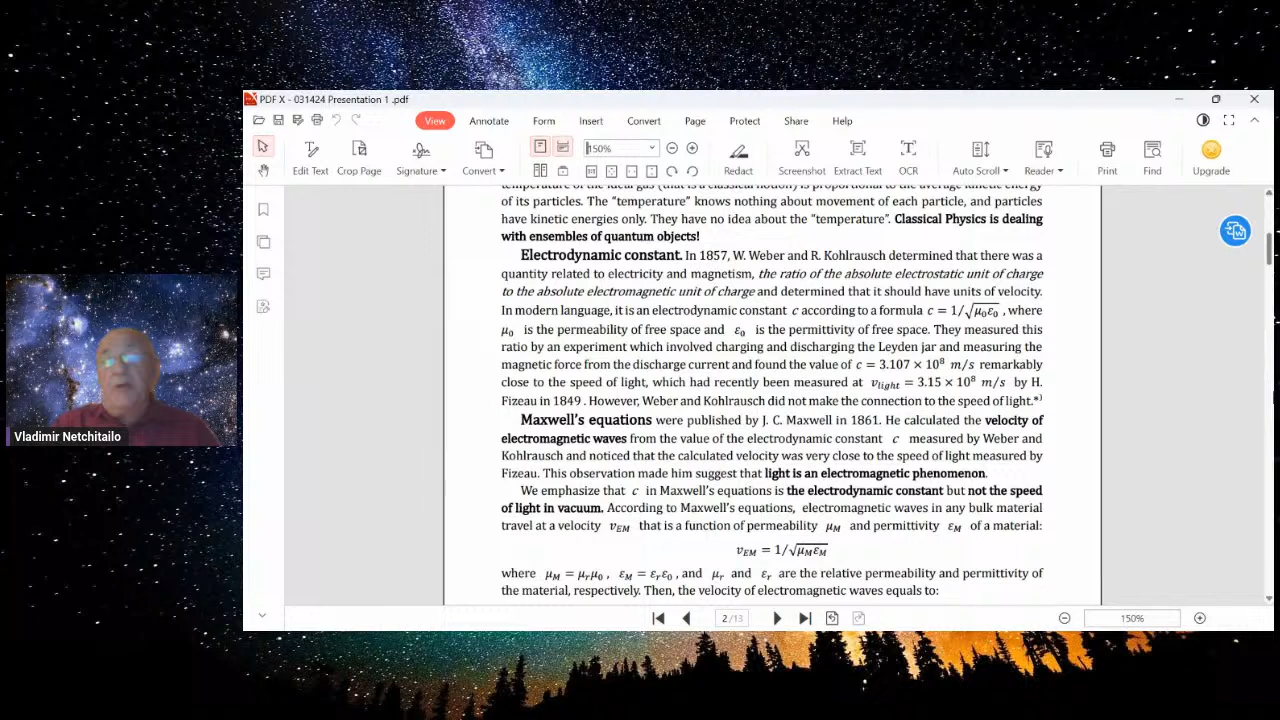 PDF X - 031424 Presentation 1 .pdf
View Annotate Form Insert Convert Page Protect Share Help
150%
Edit Text Crop Page Signature Convert Redact Screenshot Extract Text OCR Auto Scroll Reader Print Find Upgrade
temperature of the ideal gas (that is a classical notion) is proportional to the average kinetic energy
of its particles. The “temperature” knows nothing about movement of each particle, and particles
have kinetic energies only. They have no idea about the “temperature”. Classical Physics is dealing
with ensembles of quantum objects!
Electrodynamic constant. In 1857, W. Weber and R. Kohlrausch determined that there was a
quantity related to electricity and magnetism, the ratio of the absolute electrostatic unit of charge
to the absolute electromagnetic unit of charge and determined that it should have units of velocity.
In modern language, it is an electrodynamic constant c according to a formula c = 1/√μ₀ε₀ , where
μ₀ is the permeability of free space and ε₀ is the permittivity of free space. They measured this
ratio by an experiment which involved charging and discharging the Leyden jar and measuring the
magnetic force from the discharge current and found the value of c = 3.107 × 10⁸ m/s remarkably
close to the speed of light, which had recently been measured at v_light = 3.15 × 10⁸ m/s by H.
Fizeau in 1849 . However, Weber and Kohlrausch did not make the connection to the speed of light.*⁾
Maxwell’s equations were published by J. C. Maxwell in 1861. He calculated the velocity of
electromagnetic waves from the value of the electrodynamic constant c measured by Weber and
Kohlrausch and noticed that the calculated velocity was very close to the speed of light measured by
Fizeau. This observation made him suggest that light is an electromagnetic phenomenon.
We emphasize that c in Maxwell’s equations is the electrodynamic constant but not the speed
of light in vacuum. According to Maxwell’s equations, electromagnetic waves in any bulk material
travel at a velocity v_EM that is a function of permeability μ_M and permittivity ε_M of a material:
v_EM = 1/√μ_Mε_M
where μ_M = μ_rμ₀ , ε_M = ε_rε₀ , and μ_r and ε_r are the relative permeability and permittivity of
the material, respectively. Then, the velocity of electromagnetic waves equals to:
2 /13
150%
Vladimir Netchitailo